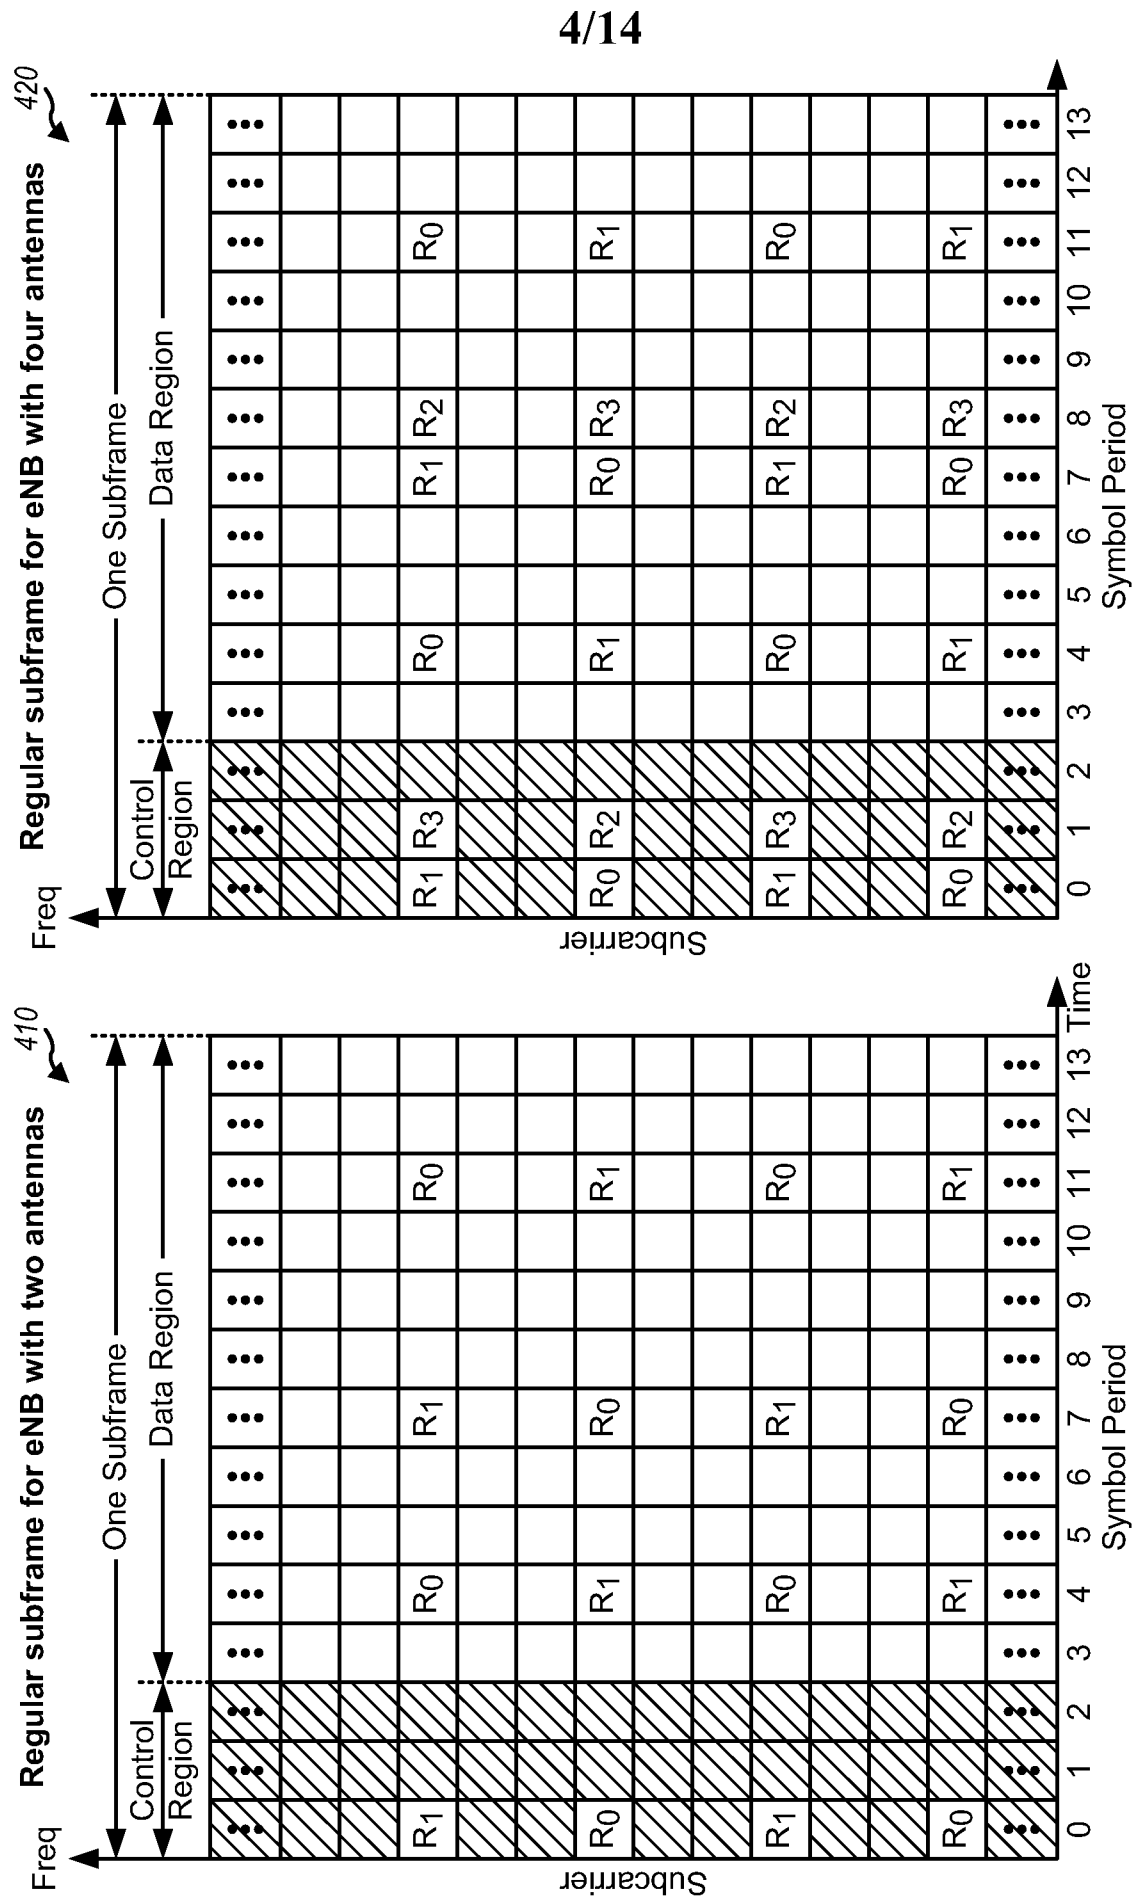 4/14
Regular subframe for eNB with two antennas
410
One Subframe
Control
Region
Data Region
Freq
Subcarrier
••• ••• ••• ••• ••• ••• ••• ••• ••• ••• ••• ••• ••• •••
R1 R0 R1 R0
R0 R1 R0 R1
R1 R0 R1 R0
R0 R1 R0 R1
••• ••• ••• ••• ••• ••• ••• ••• ••• ••• ••• ••• ••• •••
0 1 2 3 4 5 6 7 8 9 10 11 12 13
Time
Symbol Period
Regular subframe for eNB with four antennas
420
One Subframe
Control
Region
Data Region
Freq
Subcarrier
••• ••• ••• ••• ••• ••• ••• ••• ••• ••• ••• ••• ••• •••
R1 R3 R0 R1 R2 R0
R0 R2 R1 R0 R3 R1
R1 R3 R0 R1 R2 R0
R0 R2 R1 R0 R3 R1
••• ••• ••• ••• ••• ••• ••• ••• ••• ••• ••• ••• ••• •••
0 1 2 3 4 5 6 7 8 9 10 11 12 13
Symbol Period